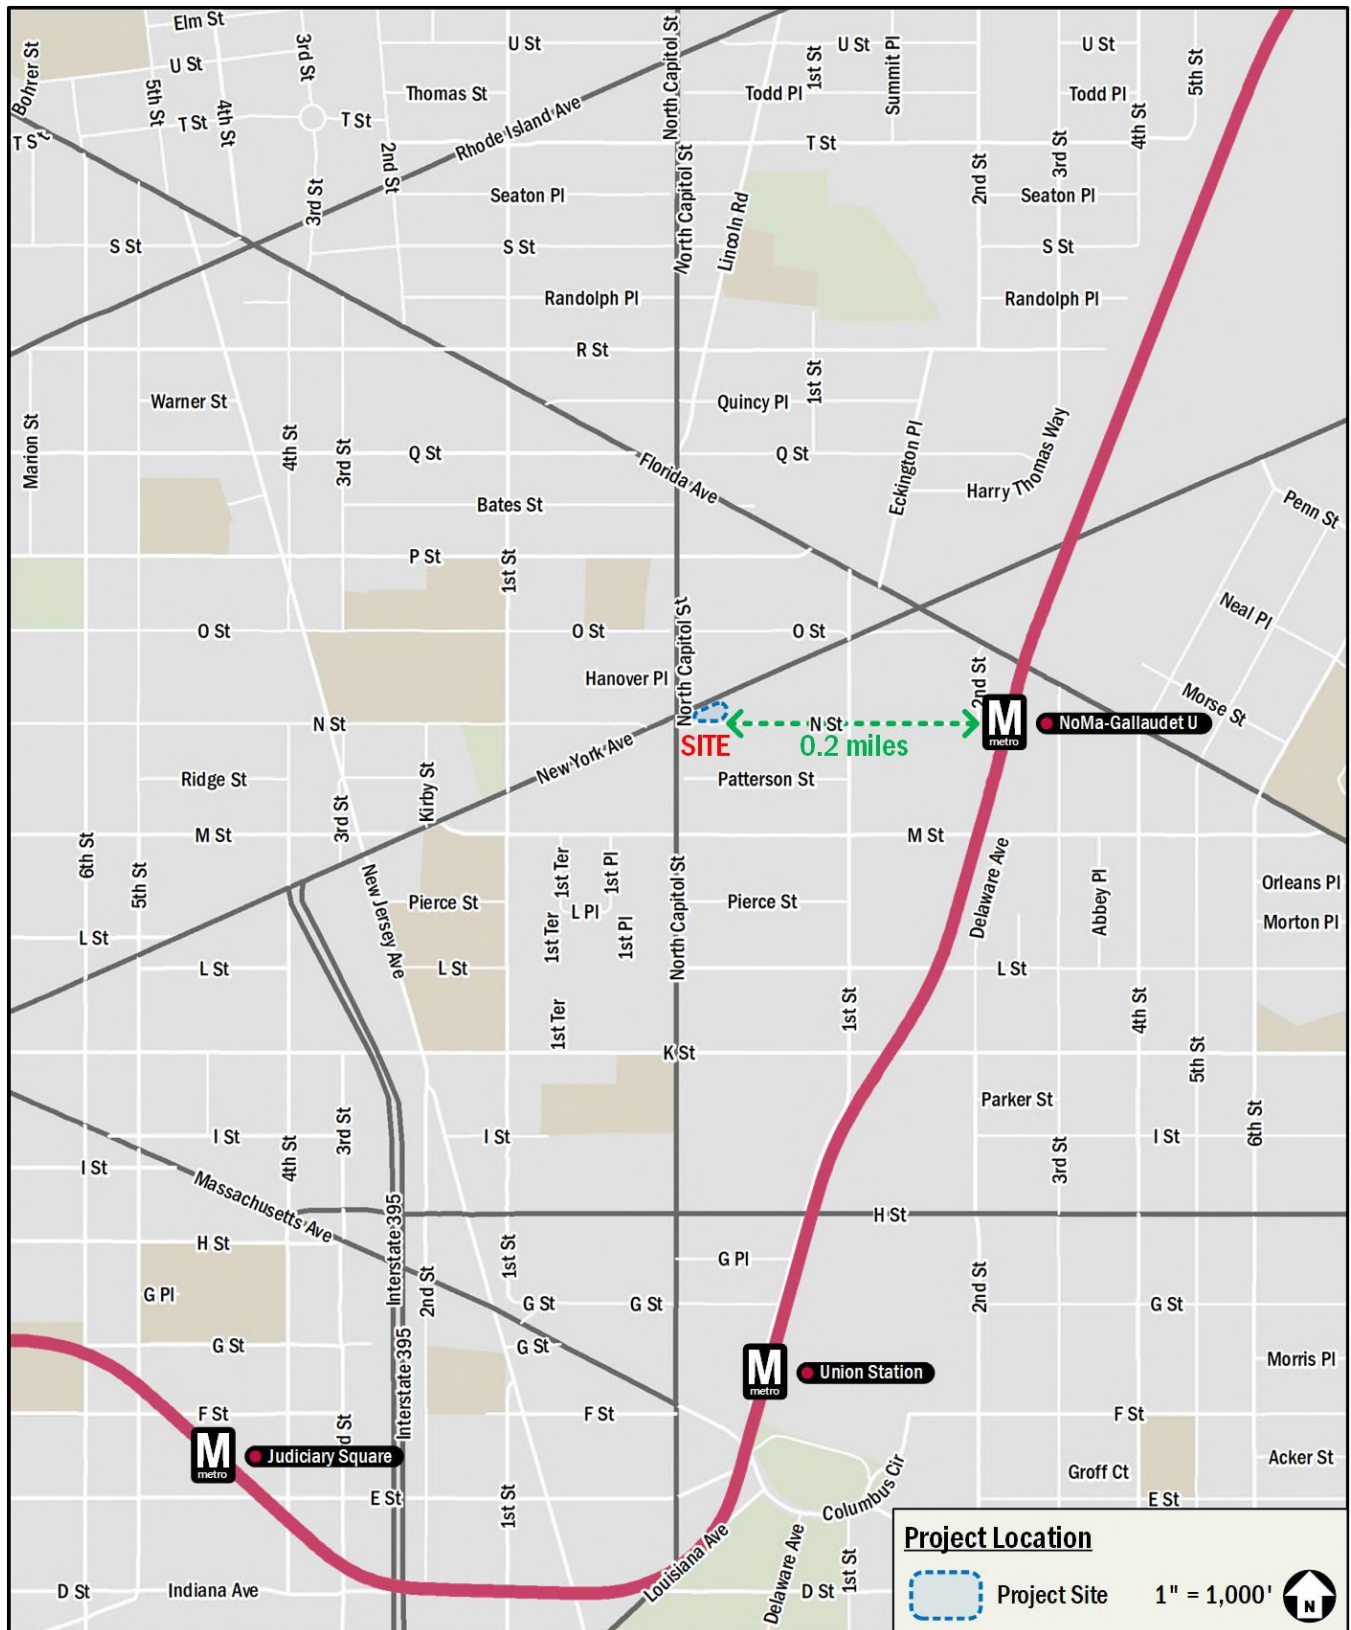 Elm St
3rd St
U St
North Capitol St
U St
1st St
Summit Pl
U St
5th St
Bohrer St
U St
5th St
4th St
Thomas St
Todd Pl
Todd Pl
T St
T St
Rhode Island Ave
4th St
T St
2nd St
T St
3rd St
2nd St
3rd St
Seaton Pl
North Capitol St
Lincoln Rd
Seaton Pl
S St
S St
S St
Randolph Pl
Randolph Pl
R St
Marion St
Warner St
4th St
3rd St
Q St
Quincy Pl
1st St
Q St
Eckington Pl
Harry Thomas Way
Florida Ave
Bates St
Penn St
P St
1st St
O St
O St
North Capitol St
O St
Neal Pl
Hanover Pl
2nd St
Morse St
N St
New York Ave
SITE
N St
0.2 miles
M
metro
NoMa-Gallaudet U
Ridge St
Kirby St
3rd St
Patterson St
6th St
5th St
M St
M St
New Jersey Ave
Pierce St
1st Ter
1st Pl
L Pl
1st Ter
1st Pl
North Capitol St
Pierce St
Delaware Ave
Abbey Pl
Orleans Pl
Morton Pl
L St
L St
L St
L St
1st Ter
1st St
4th St
K St
5th St
Parker St
I St
4th St
3rd St
I St
3rd St
I St
6th St
I St
Massachusetts Ave
Interstate 395
H St
H St
2nd St
1st St
G Pl
2nd St
G Pl
G St
G St
G St
G St
Interstate 395
G St
M
metro
Union Station
Morris Pl
F St
F St
F St
M
metro
Judiciary Square
E St
1st St
Columbus Cir
Groff Ct
Acker St
E St
D St
Indiana Ave
Louisiana Ave
Delaware Ave
D St
1st St
Project Location
Project Site
1" = 1,000'
N